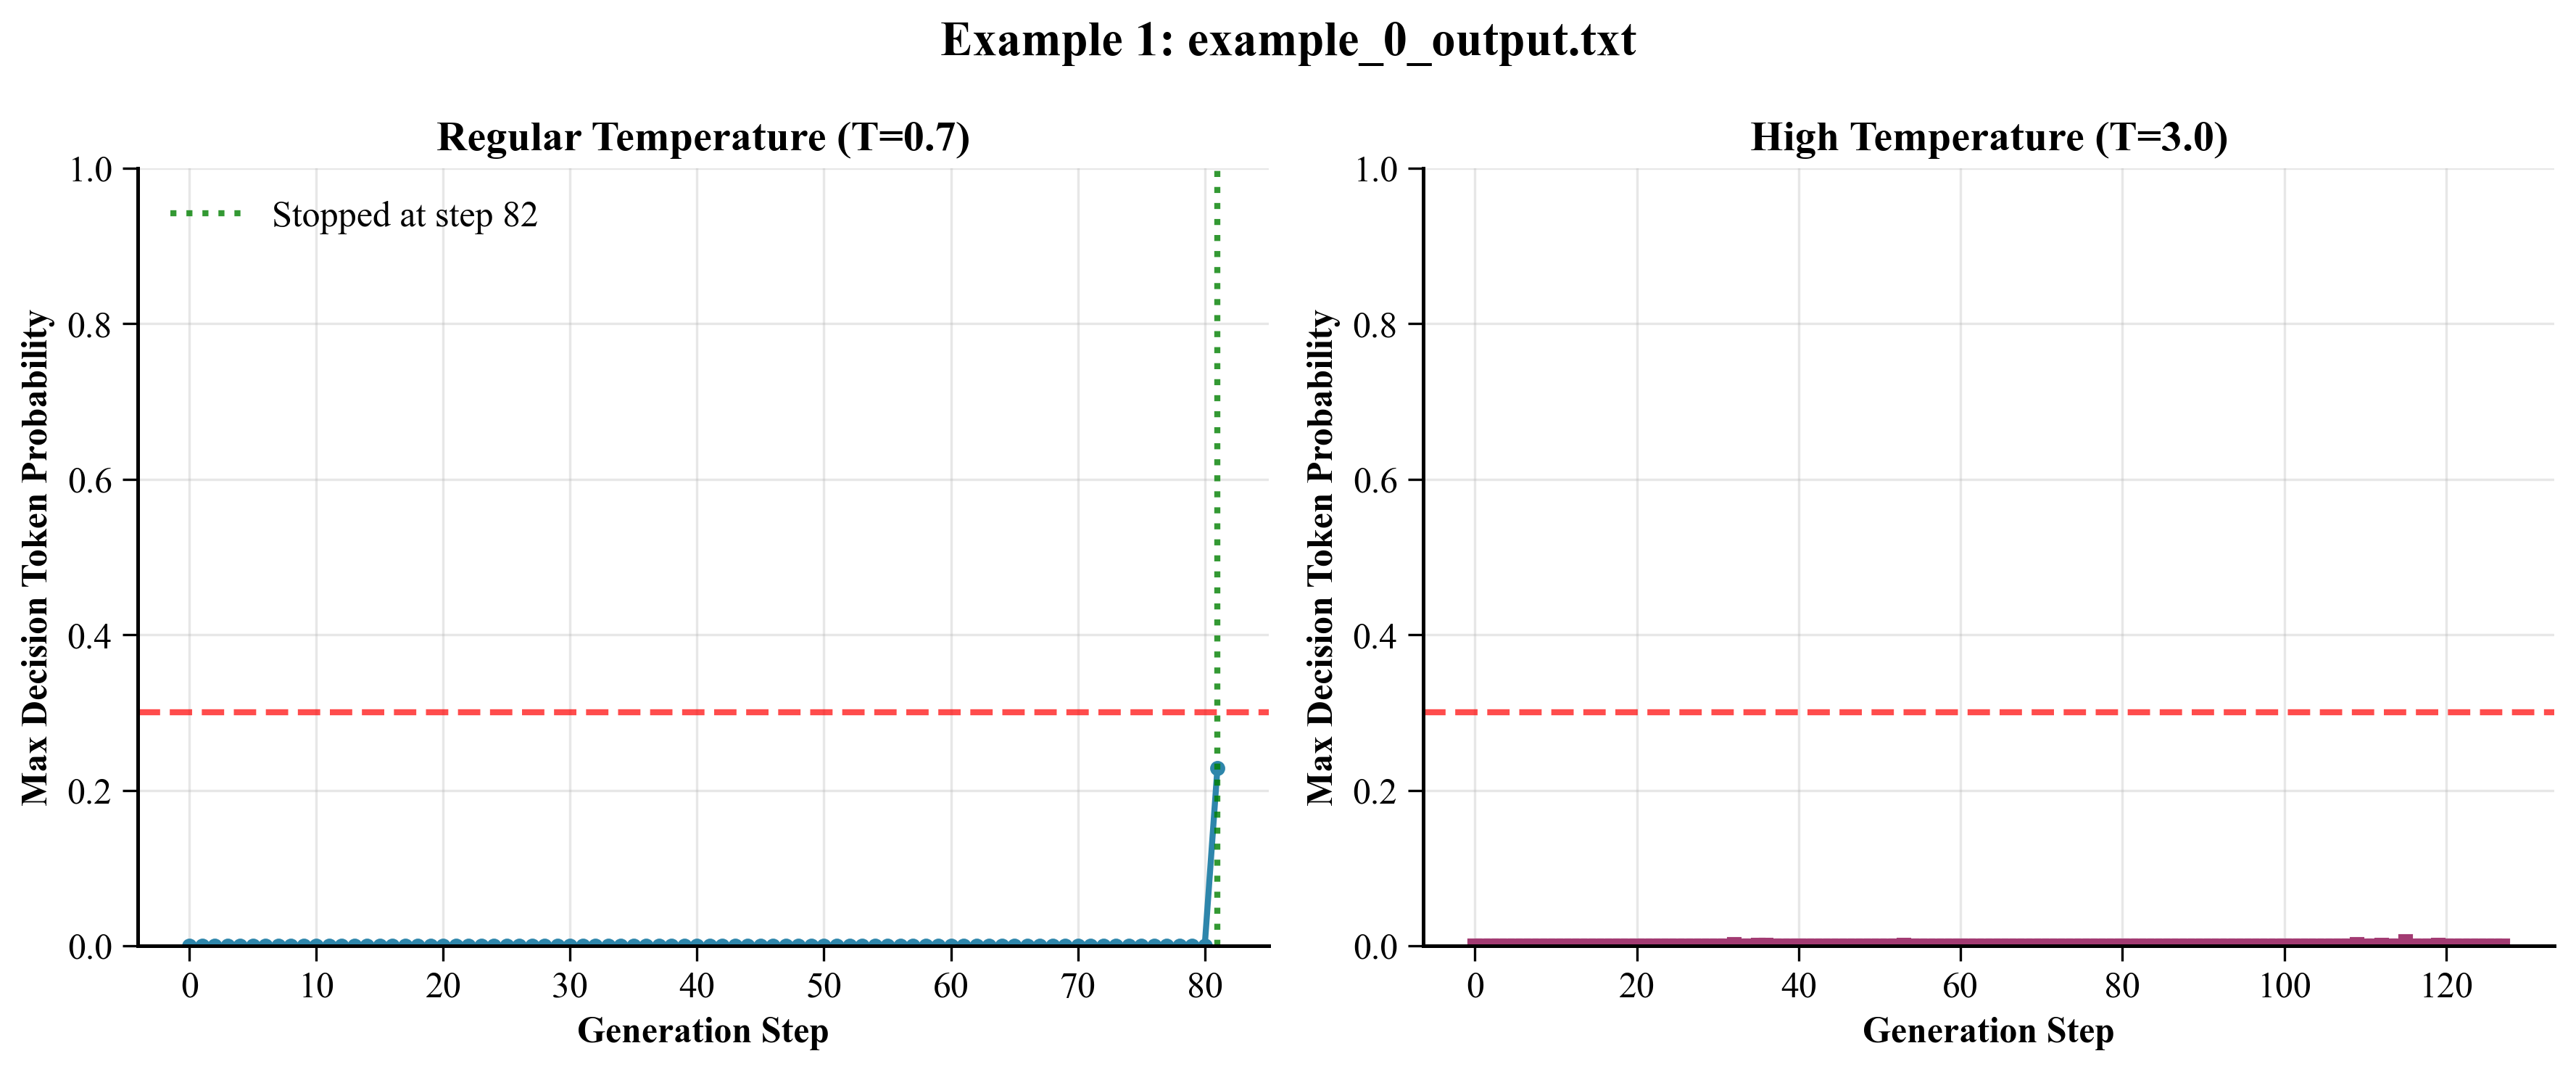 Example 1: example_0_output.txt
Regular Temperature (T=0.7)
Max Decision Token Probability
1.0
0.8
0.6
0.4
0.2
0.0
Stopped at step 82
0 10 20 30 40 50 60 70 80
Generation Step
High Temperature (T=3.0)
Max Decision Token Probability
1.0
0.8
0.6
0.4
0.2
0.0
0 20 40 60 80 100 120
Generation Step